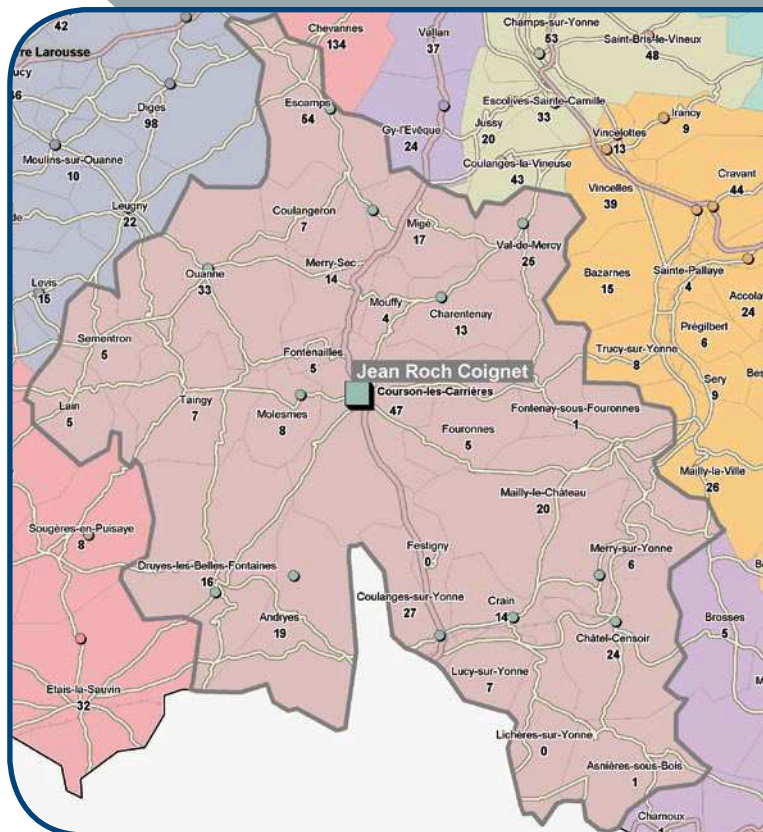 42
Chevannes
134
Vallan
37
Champs-sur-Yonne
53
Saint-Bris-le-Vineux
48
re Larousse
ucy
46
Diges
98
Escamps
54
Gy-l'Evêque
24
Jussy
20
Escolives-Sainte-Camille
33
Irancy
9
Vincelottes
13
Moulins-sur-Ouanne
10
Coulanges-la-Vineuse
43
Cravant
44
Vincelles
39
Leugny
22
de
Coulangeron
7
Migé
17
Val-de-Mercy
25
Ouanne
33
Merry-Sec
14
Bazarnes
15
Sainte-Pallaye
4
Levis
15
Mouffy
4
Charentenay
13
Accola
24
Prégilbert
6
Sementron
5
Fontenailles
5
Trucy-sur-Yonne
8
Jean Roch Coignet
Bes
Sery
9
Courson-les-Carrières
47
Lain
5
Taingy
7
Molesmes
8
Fontenay-sous-Fouronnes
1
Fouronnes
5
Mailly-la-Ville
26
Mailly-le-Château
20
Sougères-en-Puisaye
8
Festigny
0
Merry-sur-Yonne
6
Druyes-les-Belles-Fontaines
16
Coulanges-sur-Yonne
27
Crain
14
Andryes
19
Châtel-Censoir
24
Brosses
5
Lucy-sur-Yonne
7
Etais-la-Sauvin
32
Lichères-sur-Yonne
0
Asnières-sous-Bois
1
Chamoux